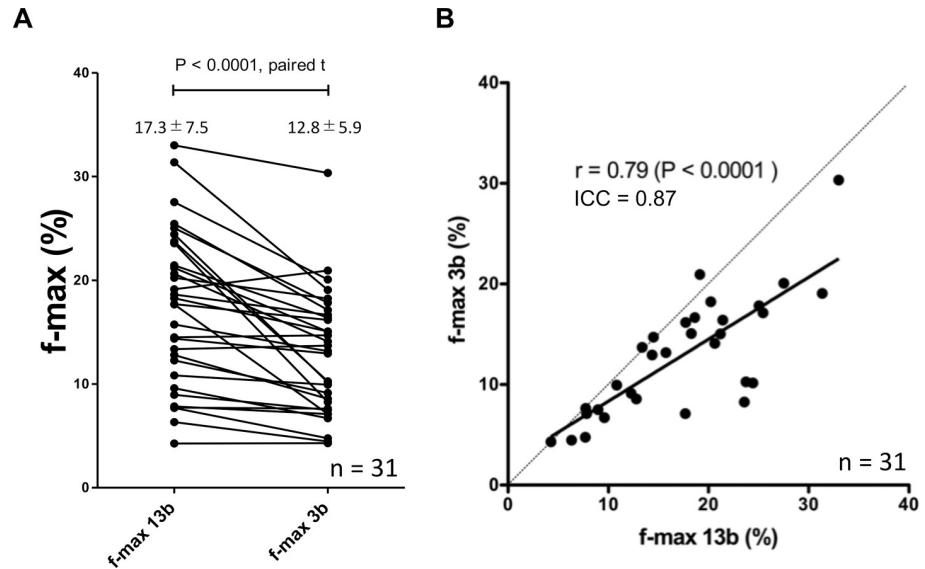 A
P < 0.0001, paired t
40
17.3±7.5
12.8±5.9
30
20
10
0
f-max (%)
n = 31
f-max 13b
f-max 3b
B
40
r = 0.79 (P < 0.0001 )
ICC = 0.87
30
20
10
0
f-max 3b (%)
n = 31
0
10
20
30
40
f-max 13b (%)